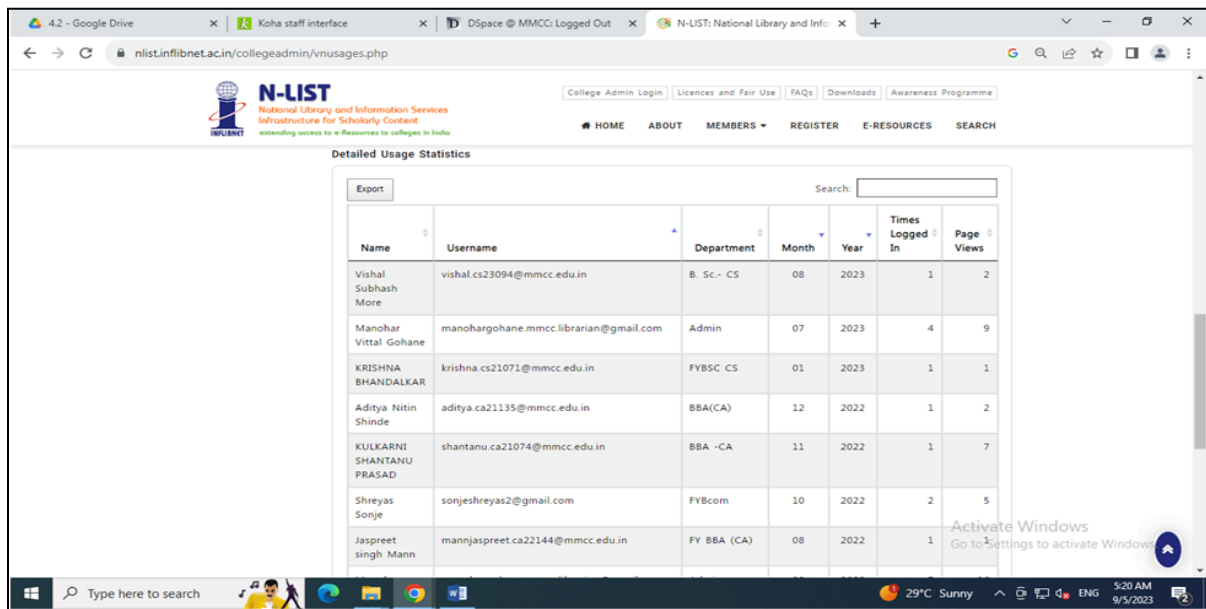 4.2 - Google Drive
Koha staff interface
DSpace @ MMCC: Logged Out
N-LIST: National Library and Info
nlist.inflibnet.ac.in/collegeadmin/vnusages.php
INFLIBNET
N-LIST
National Library and Information Services
Infrastructure for Scholarly Content
extending access to e-Resources to colleges in India
College Admin Login Licences and Fair Use FAQs Downloads Awareness Programme
HOME ABOUT MEMBERS REGISTER E-RESOURCES SEARCH
Detailed Usage Statistics
Export Search:
Name Username Department Month Year Times Logged In Page Views
Vishal Subhash More vishal.cs23094@mmcc.edu.in B. Sc.- CS 08 2023 1 2
Manohar Vittal Gohane manohargohane.mmcc.librarian@gmail.com Admin 07 2023 4 9
KRISHNA BHANDALKAR krishna.cs21071@mmcc.edu.in FYBSC CS 01 2023 1 1
Aditya Nitin Shinde aditya.ca21135@mmcc.edu.in BBA(CA) 12 2022 1 2
KULKARNI SHANTANU PRASAD shantanu.ca21074@mmcc.edu.in BBA -CA 11 2022 1 7
Shreyas Sonje sonjeshreyas2@gmail.com FYBcom 10 2022 2 5
Jaspreet singh Mann mannjaspreet.ca22144@mmcc.edu.in FY BBA (CA) 08 2022 1 1
Activate Windows
Go to Settings to activate Windows
Type here to search
29°C Sunny
ENG
5:20 AM
9/5/2023
2